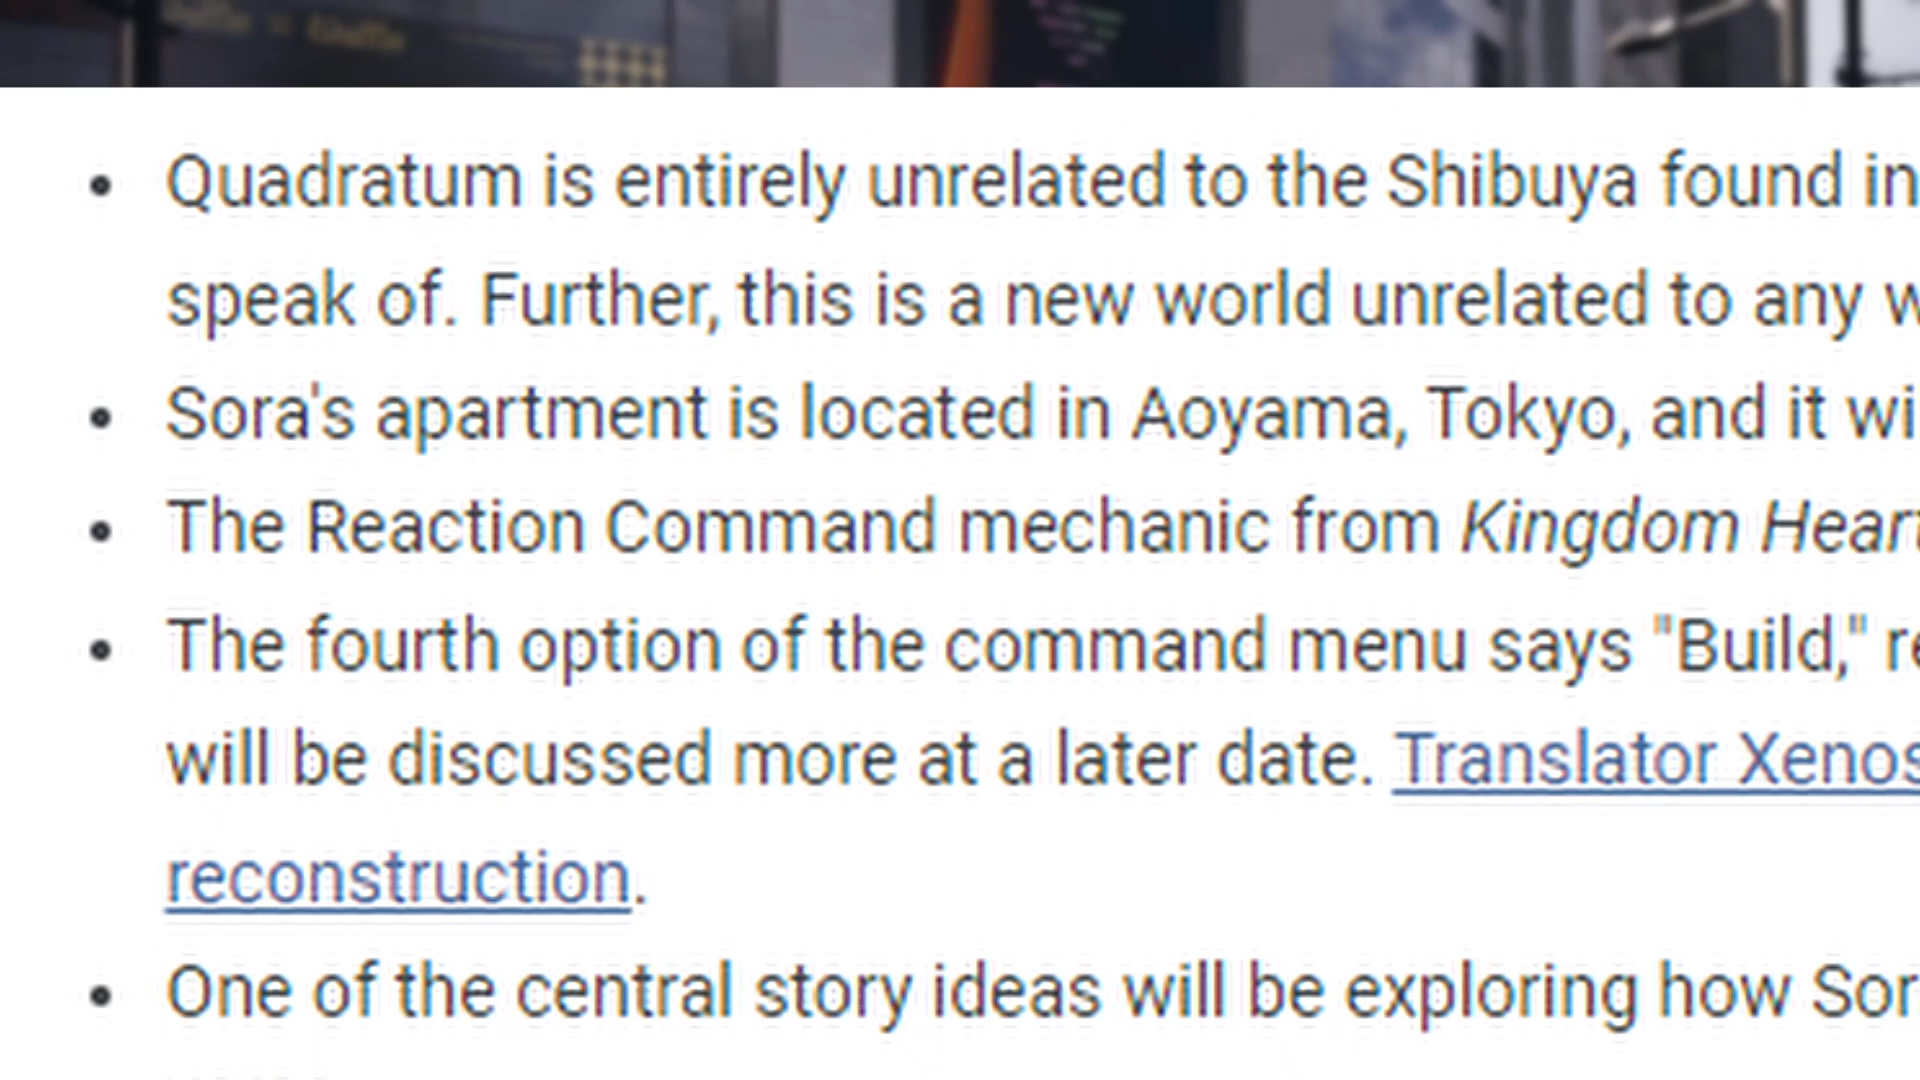 Quadratum is entirely unrelated to the Shibuya found in
speak of. Further, this is a new world unrelated to any
Sora's apartment is located in Aoyama, Tokyo, and it
The Reaction Command mechanic from Kingdom
The fourth option of the command menu says "Build,"
will be discussed more at a later date. Translator
reconstruction.
One of the central story ideas will be exploring how